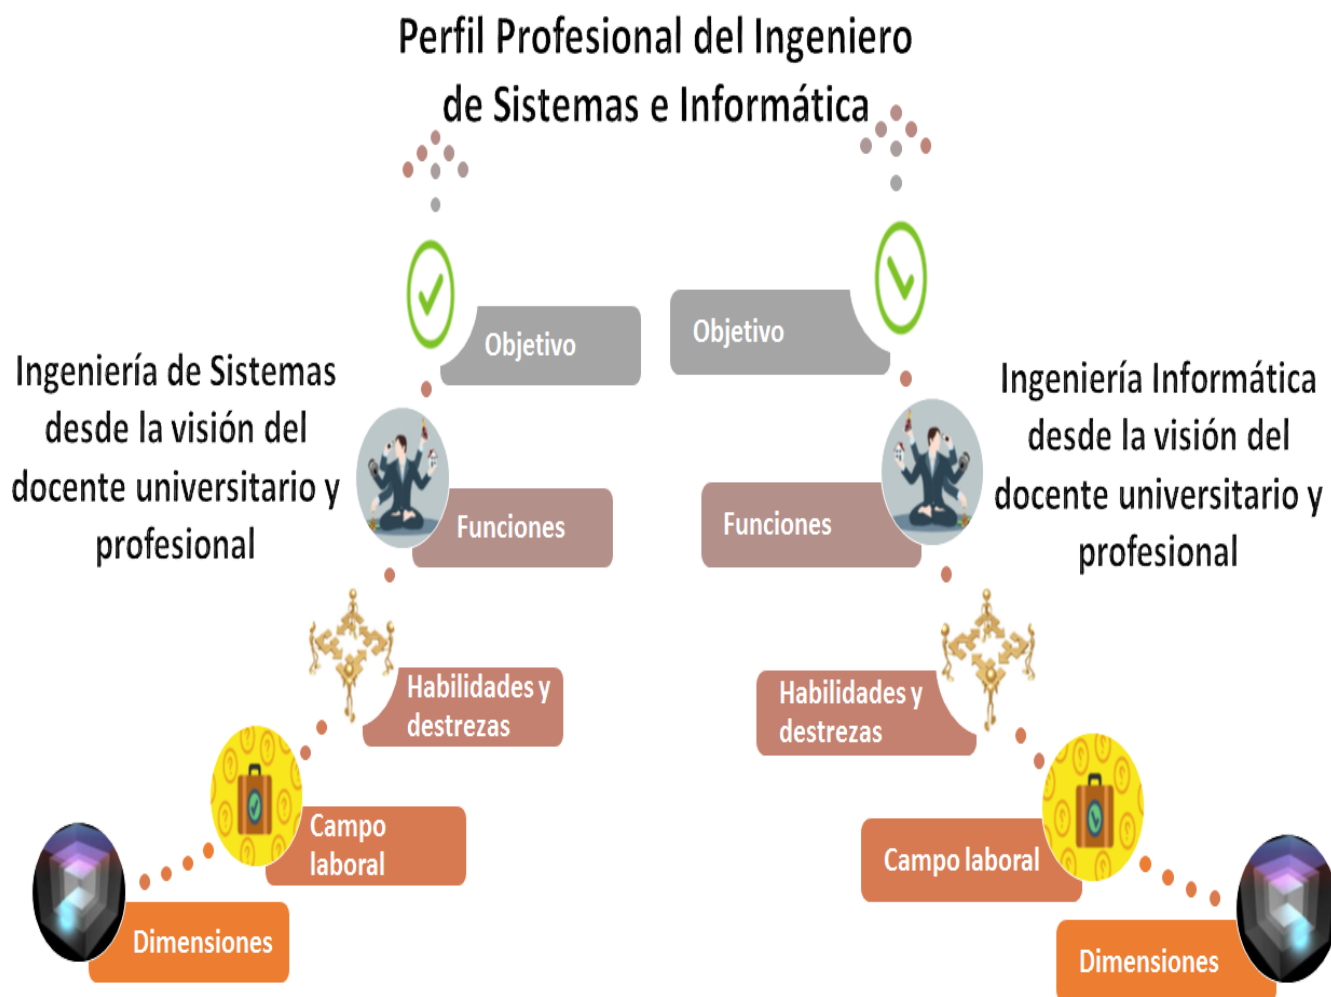 Perfil Profesional del Ingeniero
de Sistemas e Informática
Ingeniería de Sistemas
desde la visión del
docente universitario y
profesional
Objetivo
Funciones
Habilidades y
destrezas
Campo
laboral
Dimensiones
Objetivo
Funciones
Habilidades y
destrezas
Campo laboral
Dimensiones
Ingeniería Informática
desde la visión del
docente universitario y
profesional